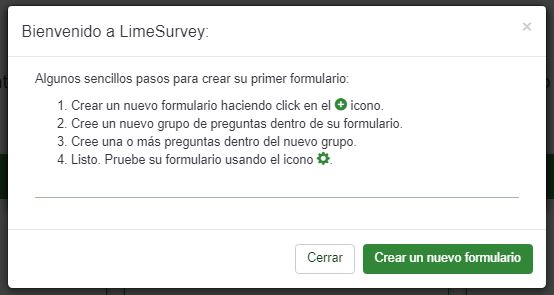 Bienvenido a LimeSurvey:
×
Algunos sencillos pasos para crear su primer formulario:
1. Crear un nuevo formulario haciendo click en el icono.
2. Cree un nuevo grupo de preguntas dentro de su formulario.
3. Cree una o más preguntas dentro del nuevo grupo.
4. Listo. Pruebe su formulario usando el icono .
Cerrar
Crear un nuevo formulario